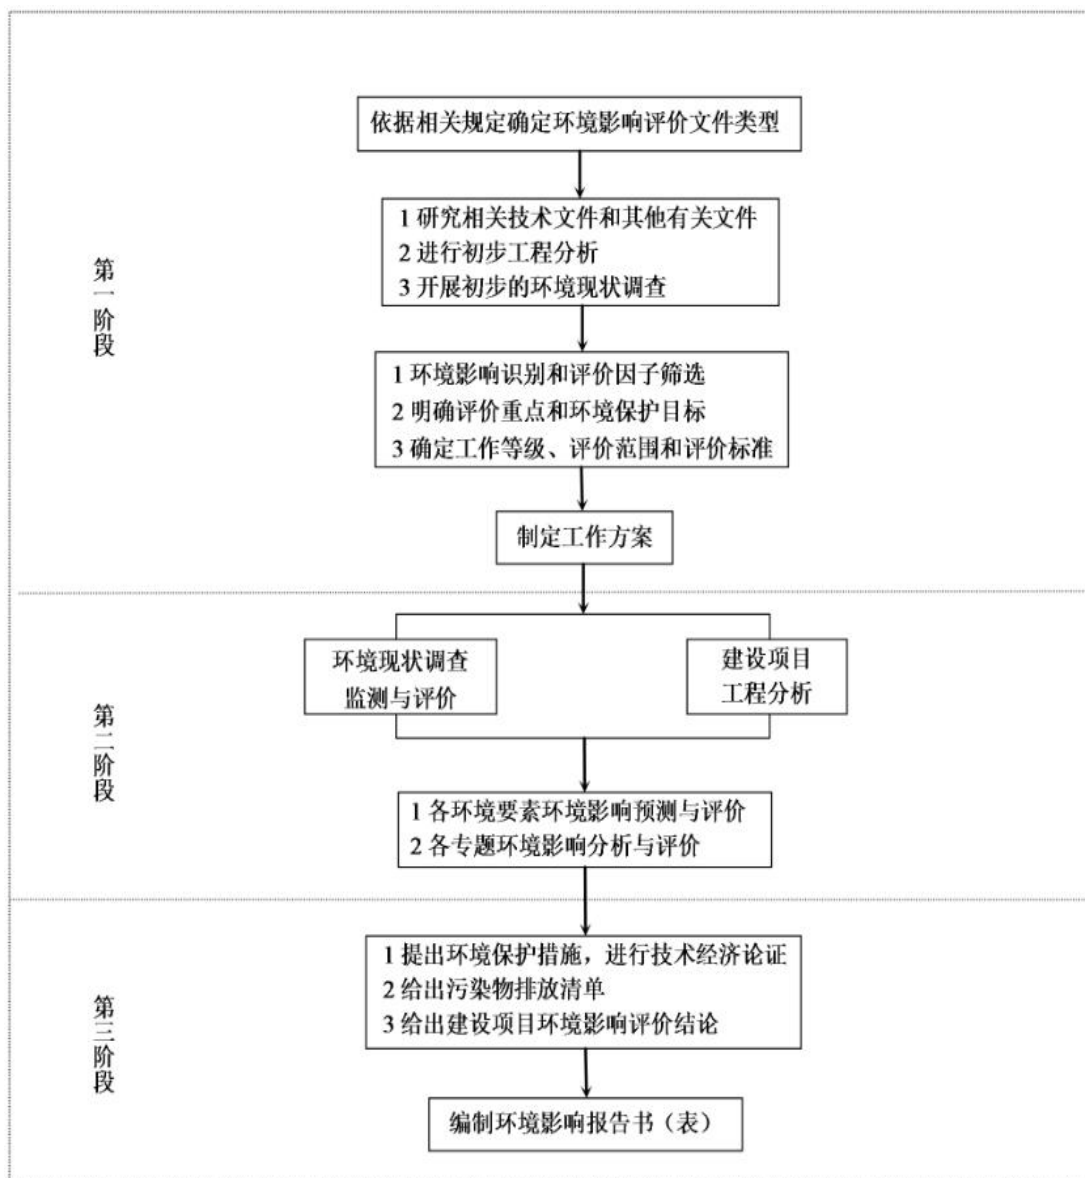 依据相关规定确定环境影响评价文件类型
1 研究相关技术文件和其他有关文件
2 进行初步工程分析
3 开展初步的环境现状调查
第一阶段
1 环境影响识别和评价因子筛选
2 明确评价重点和环境保护目标
3 确定工作等级、评价范围和评价标准
制定工作方案
环境现状调查
监测与评价
建设项目
工程分析
第二阶段
1 各环境要素环境影响预测与评价
2 各专题环境影响分析与评价
1 提出环境保护措施，进行技术经济论证
2 给出污染物排放清单
3 给出建设项目环境影响评价结论
第三阶段
编制环境影响报告书（表）